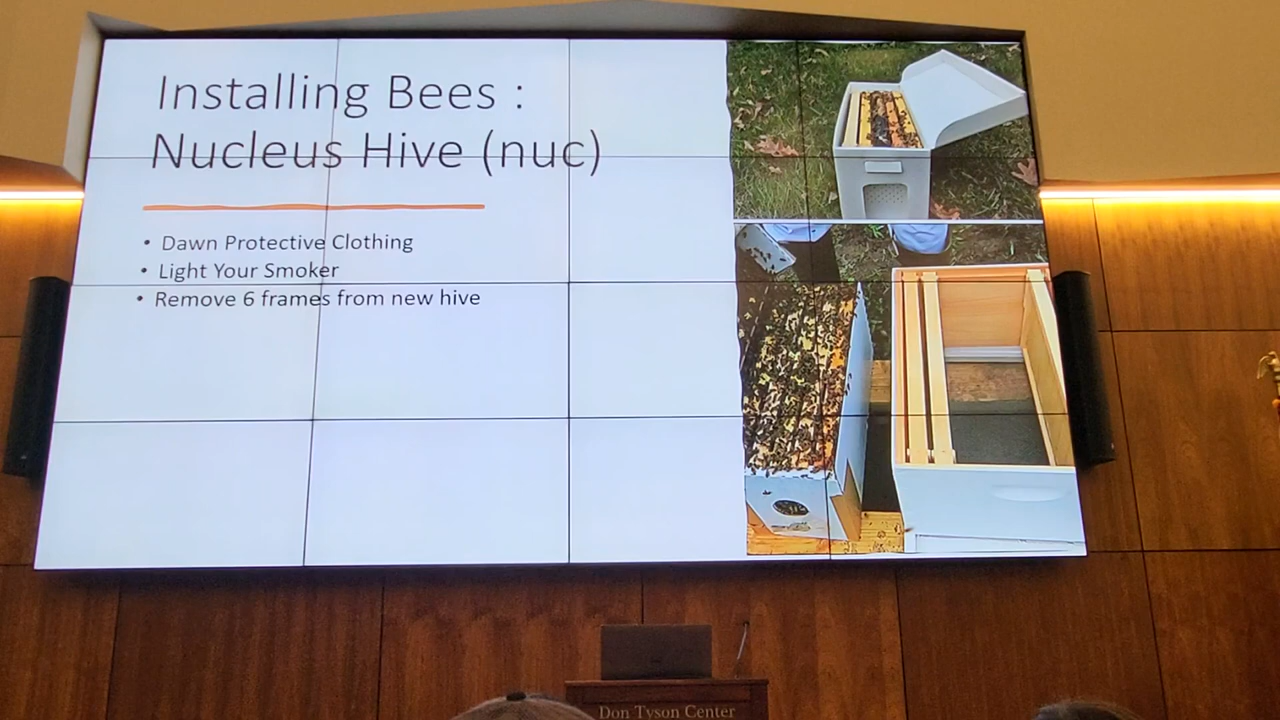 Installing Bees :
Nucleus Hive (nuc)
• Dawn Protective Clothing
• Light Your Smoker
• Remove 6 frames from new hive
Don Tyson Center